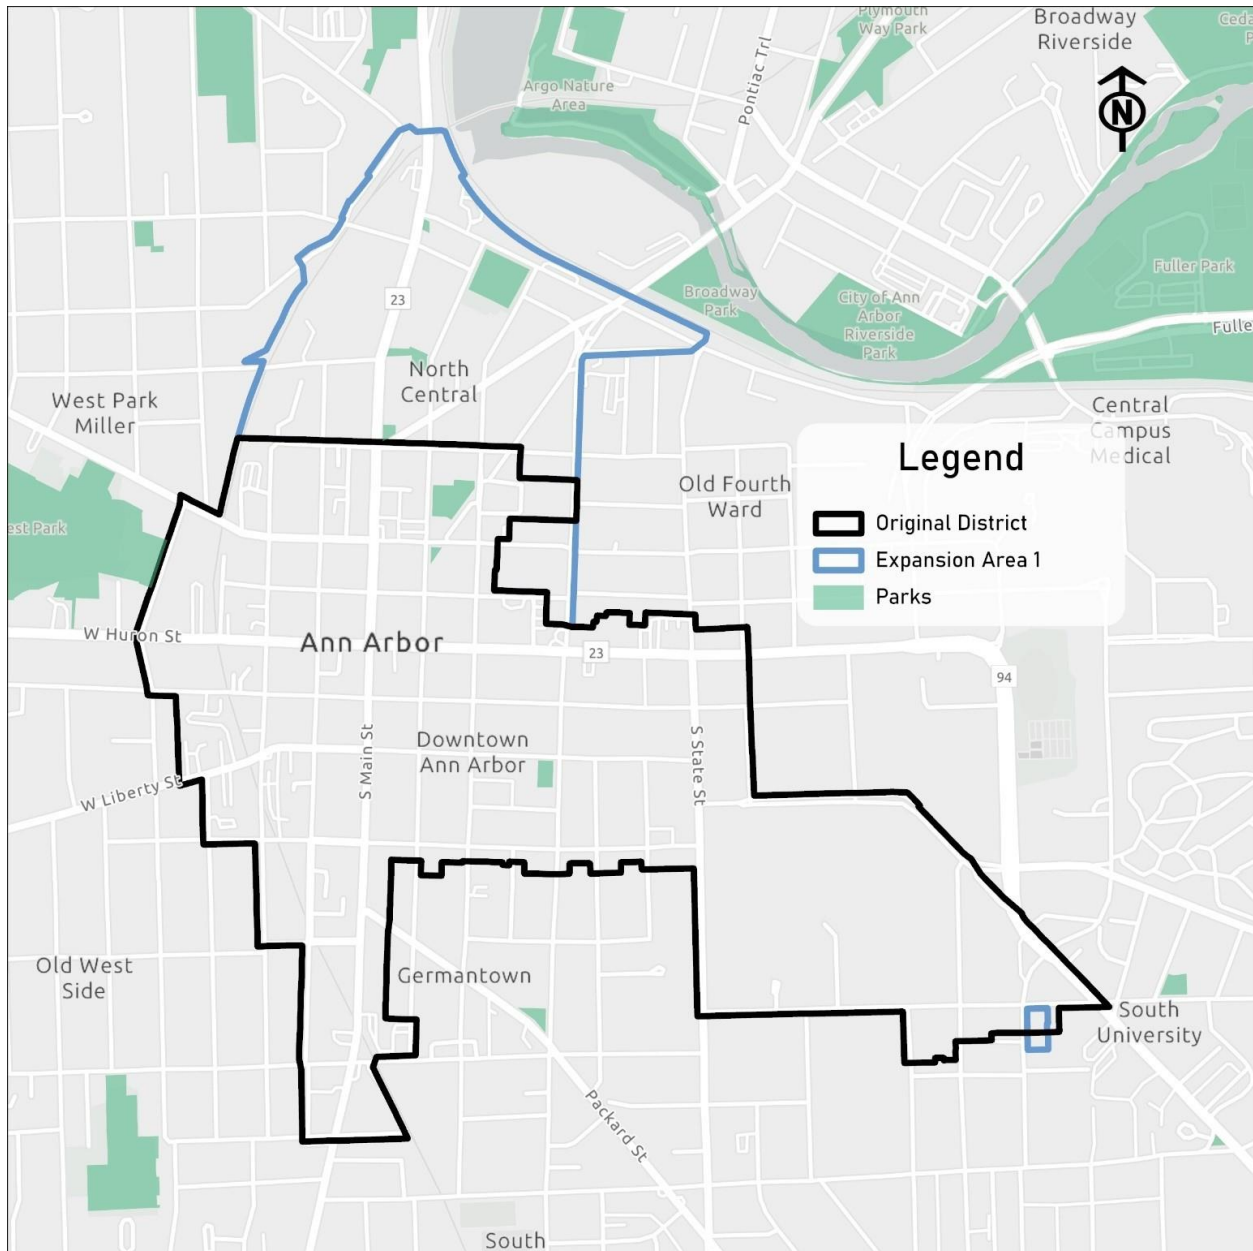 Plymouth
Way Park
Broadway
Riverside
Pontiac Trl
Argo Nature
Area
N
Fuller Park
Broadway
Park
City of Ann
Arbor
Riverside
Park
23
North
Central
West Park
Miller
Central
Campus
Medical
Legend
Original District
Expansion Area 1
Parks
Old Fourth
Ward
W Huron St
Ann Arbor
23
94
S Main St
Downtown
Ann Arbor
S State St
W Liberty St
Old West
Side
Germantown
South
University
Packard St
South